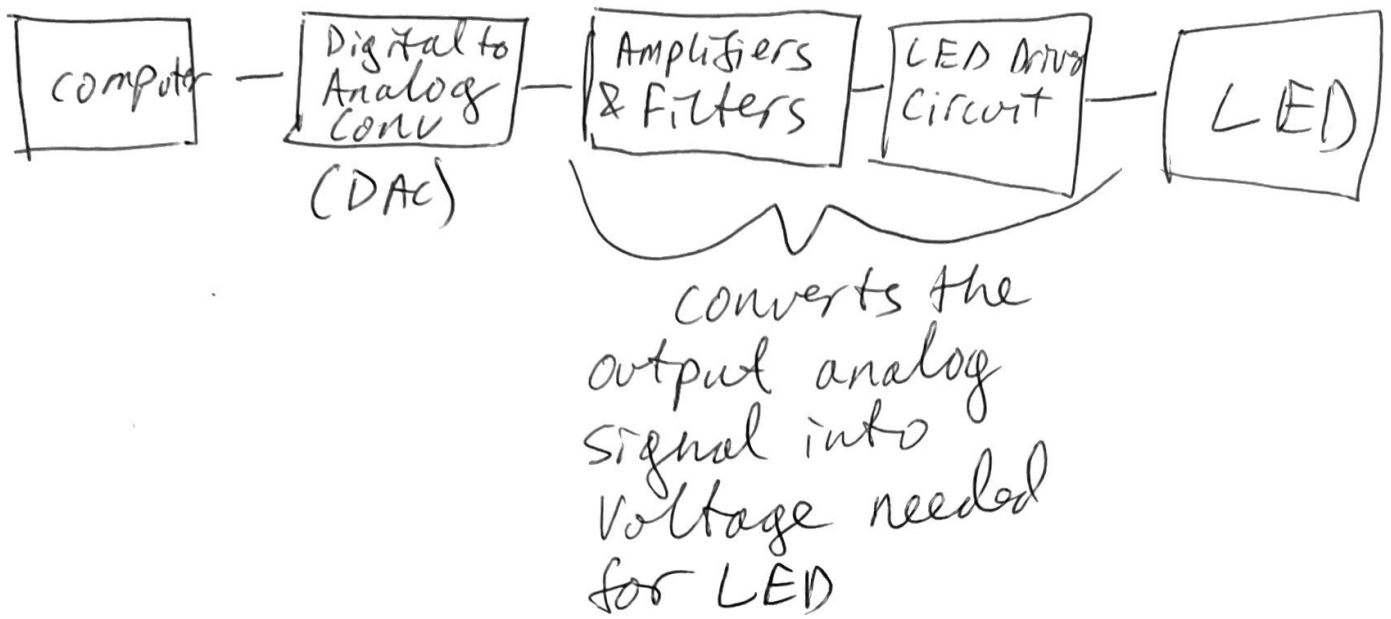 computer
Digital to
Analog
Conv
(DAC)
Amplifiers
& Filters
LED Driver
Circuit
LED
converts the
output analog
signal into
Voltage needed
for LED